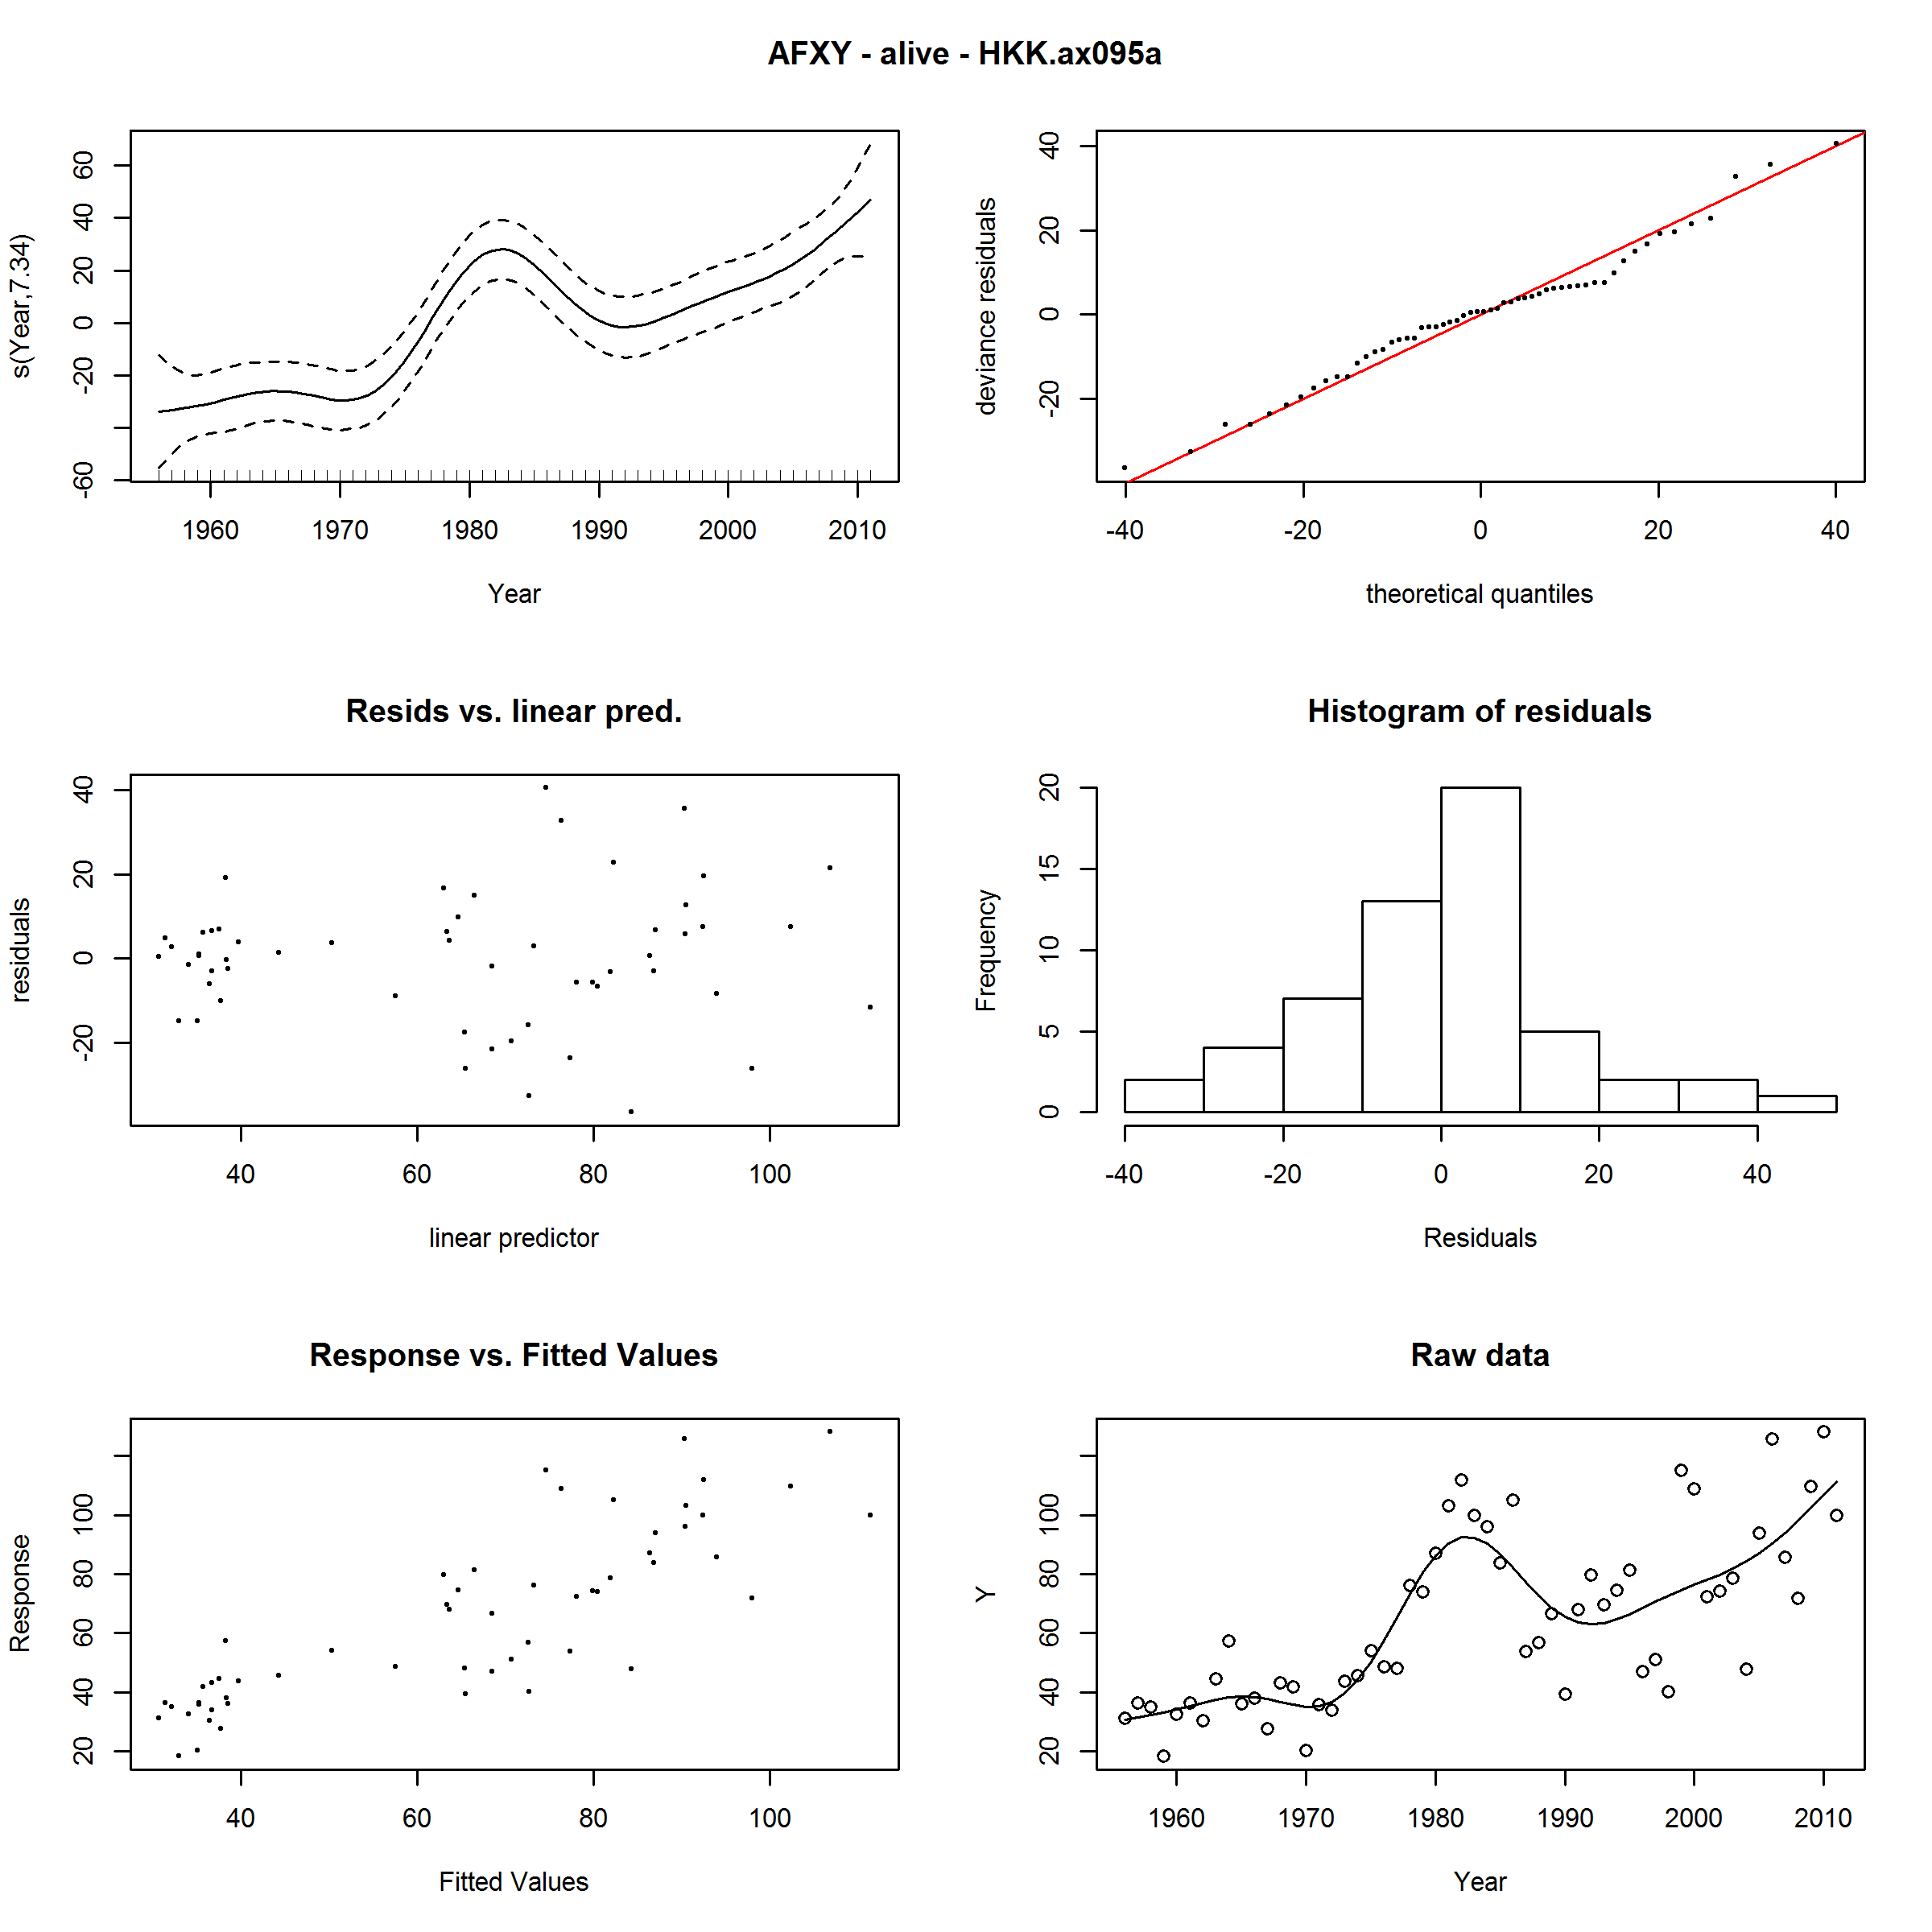 AFXY - alive - HKK.ax095a
s(Year,7.34)
60
40
20
0
-20
-60
1960 1970 1980 1990 2000 2010
Year
deviance residuals
40
20
0
-20
-40 -20 0 20 40
theoretical quantiles
Resids vs. linear pred.
residuals
40
20
0
-20
40 60 80 100
linear predictor
Histogram of residuals
Frequency
20
15
10
5
0
-40 -20 0 20 40
Residuals
Response vs. Fitted Values
Response
100
80
60
40
20
40 60 80 100
Fitted Values
Raw data
Y
100
80
60
40
20
1960 1970 1980 1990 2000 2010
Year